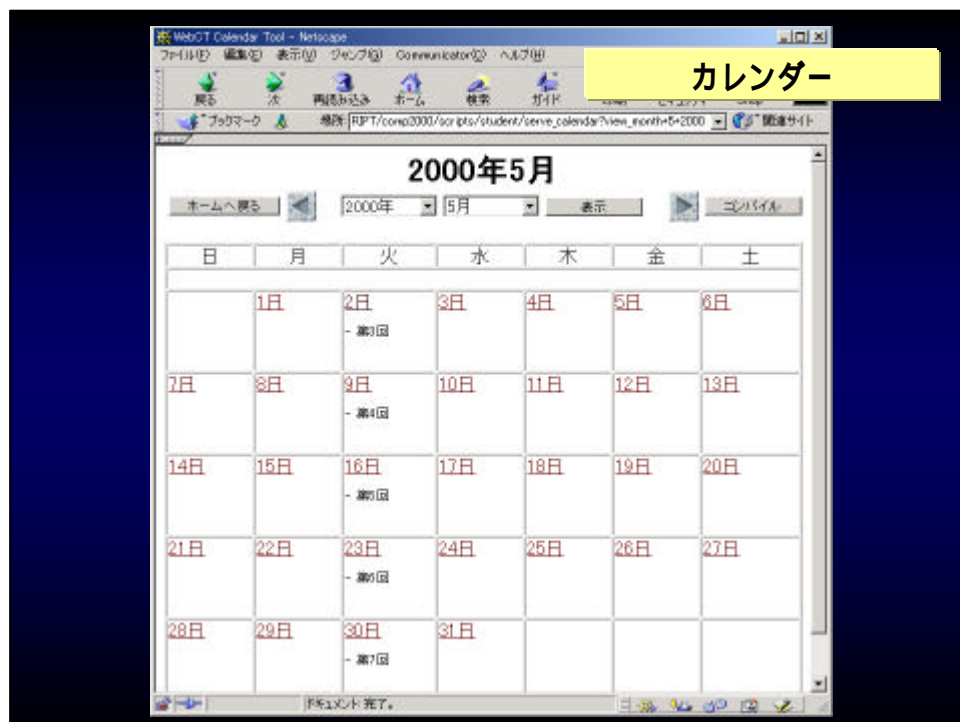 WebCT Calendar Tool - Netscape
ファイル(F) 編集(E) 表示(V) ジャンプ(G) Communicator(C) ヘルプ(H)
カレンダー
戻る 次 再読み込み ホーム 検索 ガイド
ブックマーク 場所: RIPT/comp2000/scripts/student/serve_calendar?view_month+5+2000 関連サイト
2000年5月
ホームへ戻る 2000年 5月 表示 コンパイル
日 月 火 水 木 金 土
1日 2日 3日 4日 5日 6日
- 第3回
7日 8日 9日 10日 11日 12日 13日
- 第4回
14日 15日 16日 17日 18日 19日 20日
- 第5回
21日 22日 23日 24日 25日 26日 27日
- 第6回
28日 29日 30日 31日
- 第7回
ドキュメント完了。